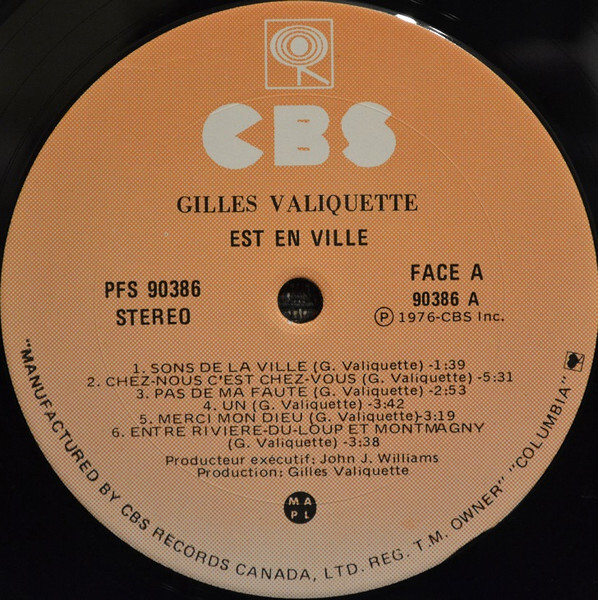 CBS
GILLES VALIQUETTE
EST EN VILLE
PFS 90386
STEREO
FACE A
90386 A
Ⓟ 1976-CBS Inc.
1. SONS DE LA VILLE (G. Valiquette) -1:39
2. CHEZ-NOUS C'EST CHEZ-VOUS (G. Valiquette) -5:31
3. PAS DE MA FAUTE (G. Valiquette) -2:53
4. UN (G. Valiquette) -3:42
5. MERCI MON DIEU (G. Valiquette)-3:19
6. ENTRE RIVIERE-DU-LOUP ET MONTMAGNY
(G. Valiquette) -3:38
Producteur exécutif: John J. Williams
Production: Gilles Valiquette
M A
P L
"MANUFACTURED BY CBS RECORDS CANADA, LTD. REG. T.M. OWNER" "COLUMBIA"